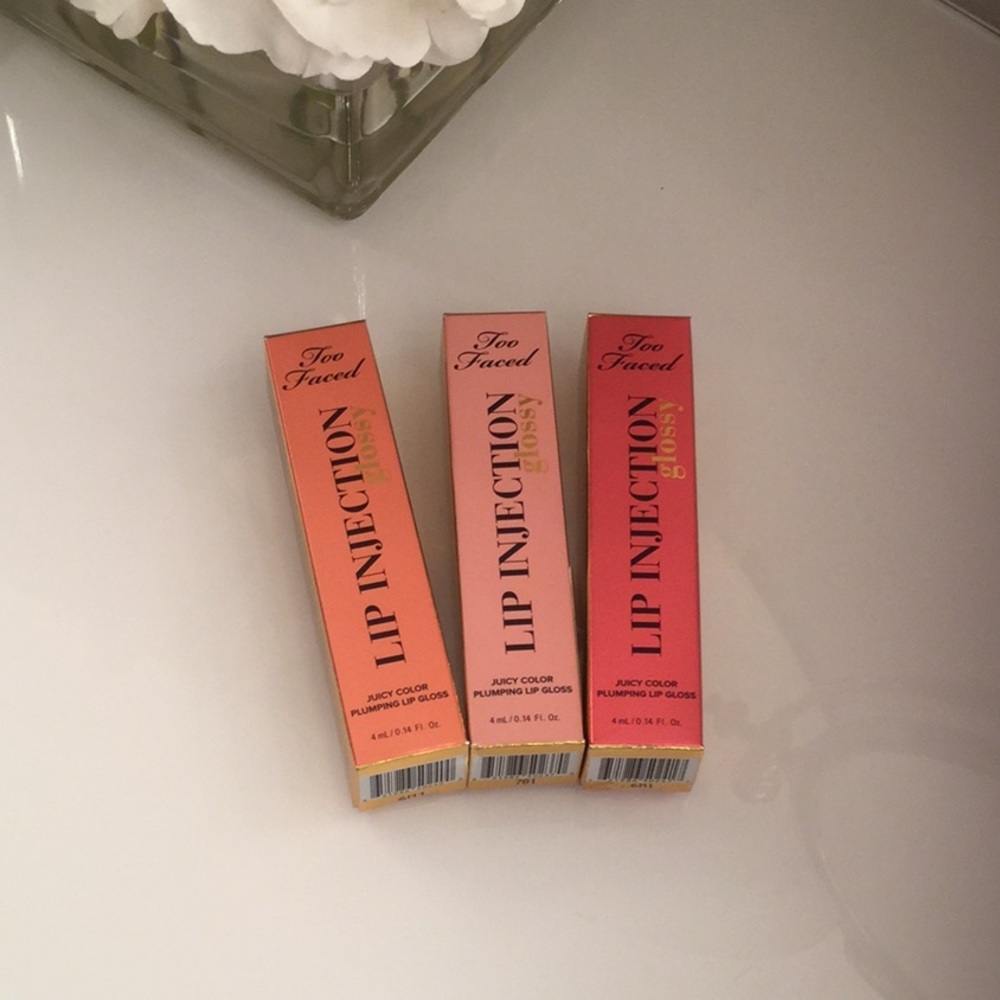 Too
Faced
LIP INJECTION
glossy
JUICY COLOR
PLUMPING LIP GLOSS
4 mL / 0.14 Fl. Oz.
Too
Faced
LIP INJECTION
glossy
JUICY COLOR
PLUMPING LIP GLOSS
4 mL / 0.14 Fl. Oz.
7B1
Too
Faced
LIP INJECTION
glossy
JUICY COLOR
PLUMPING LIP GLOSS
4 mL / 0.14 Fl. Oz.